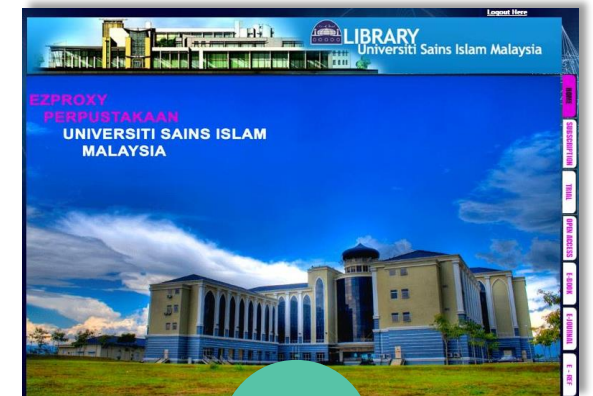 Logout Here
LIBRARY
Universiti Sains Islam Malaysia
EZPROXY
PERPUSTAKAAN
UNIVERSITI SAINS ISLAM
MALAYSIA
HOME
SUBSCRIPTION
TRIAL
OPEN ACCESS
E-BOOK
E-JOURNAL
E - REF